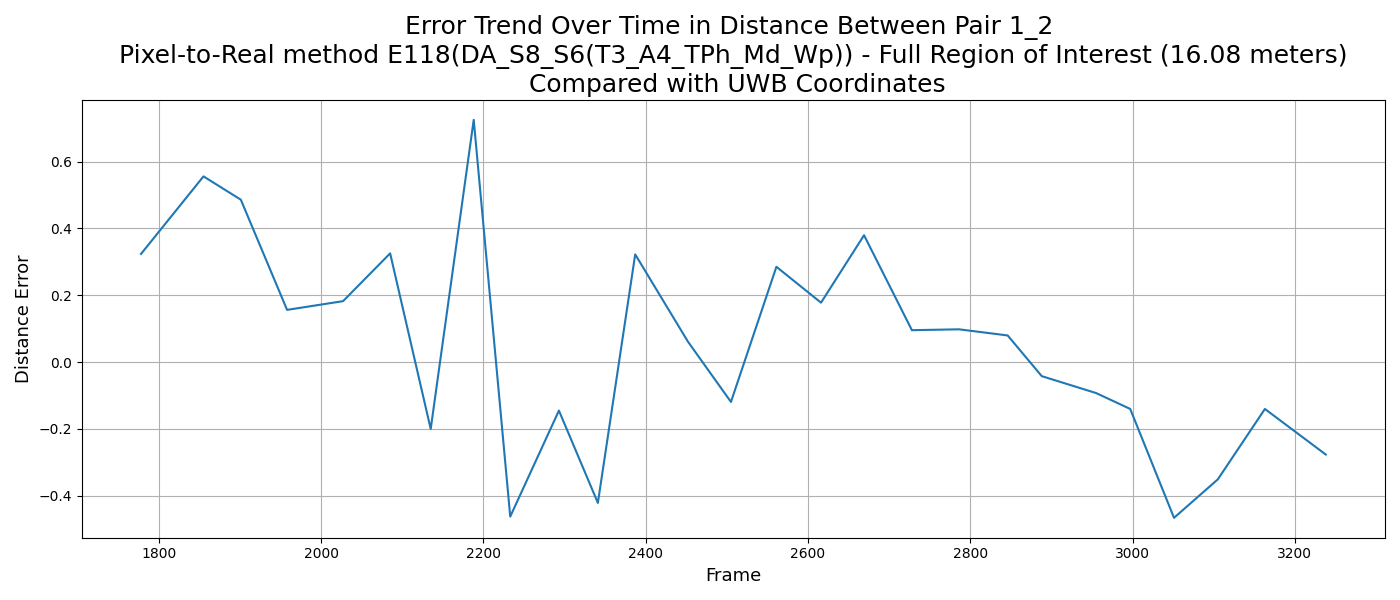 Error Trend Over Time in Distance Between Pair 1_2
Pixel-to-Real method E118(DA_S8_S6(T3_A4_TPh_Md_Wp)) - Full Region of Interest (16.08 meters)
Compared with UWB Coordinates
Distance Error
0.6
0.4
0.2
0.0
−0.2
−0.4
1800
2000
2200
2400
2600
2800
3000
3200
Frame